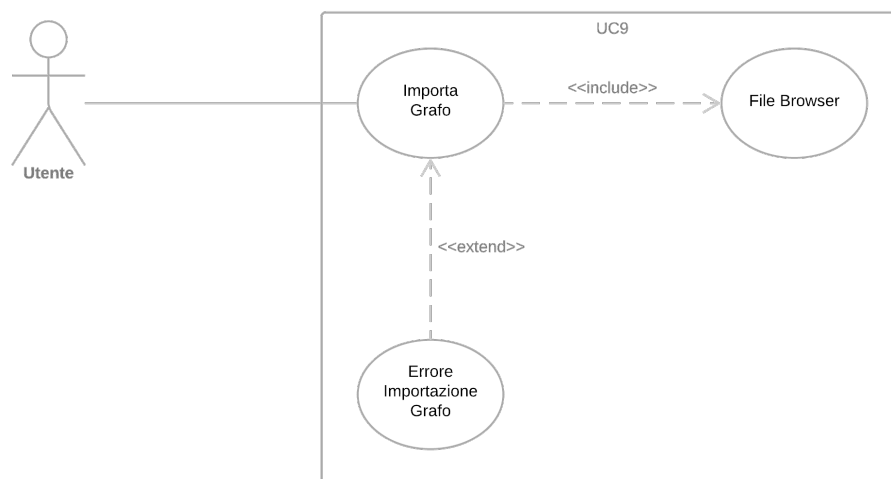 UC9
Importa
Grafo
<<include>>
File Browser
Utente
<<extend>>
Errore
Importazione
Grafo